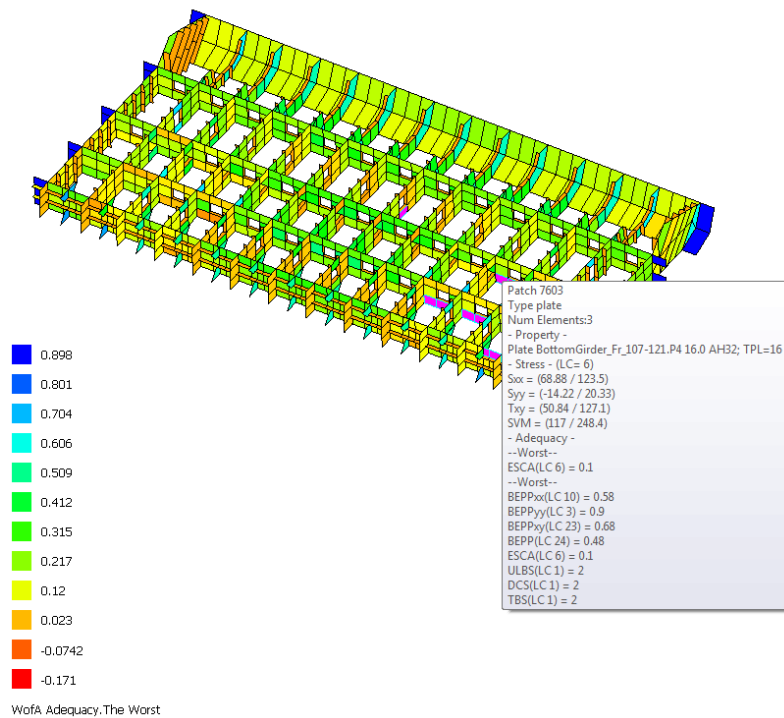 Patch 7603
Type plate
Num Elements:3
- Property -
Plate BottomGirder_Fr_107-121.P4 16.0 AH32; TPL=16
- Stress - (LC= 6)
Sxx = (68.88 / 123.5)
Syy = (-14.22 / 20.33)
Txy = (50.84 / 127.1)
SVM = (117 / 248.4)
- Adequacy -
--Worst--
ESCA(LC 6) = 0.1
--Worst--
BEPPxx(LC 10) = 0.58
BEPPyy(LC 3) = 0.9
BEPPxy(LC 23) = 0.68
BEPP(LC 24) = 0.48
ESCA(LC 6) = 0.1
ULBS(LC 1) = 2
DCS(LC 1) = 2
TBS(LC 1) = 2
0.898
0.801
0.704
0.606
0.509
0.412
0.315
0.217
0.12
0.023
-0.0742
-0.171
WofA Adequacy.The Worst